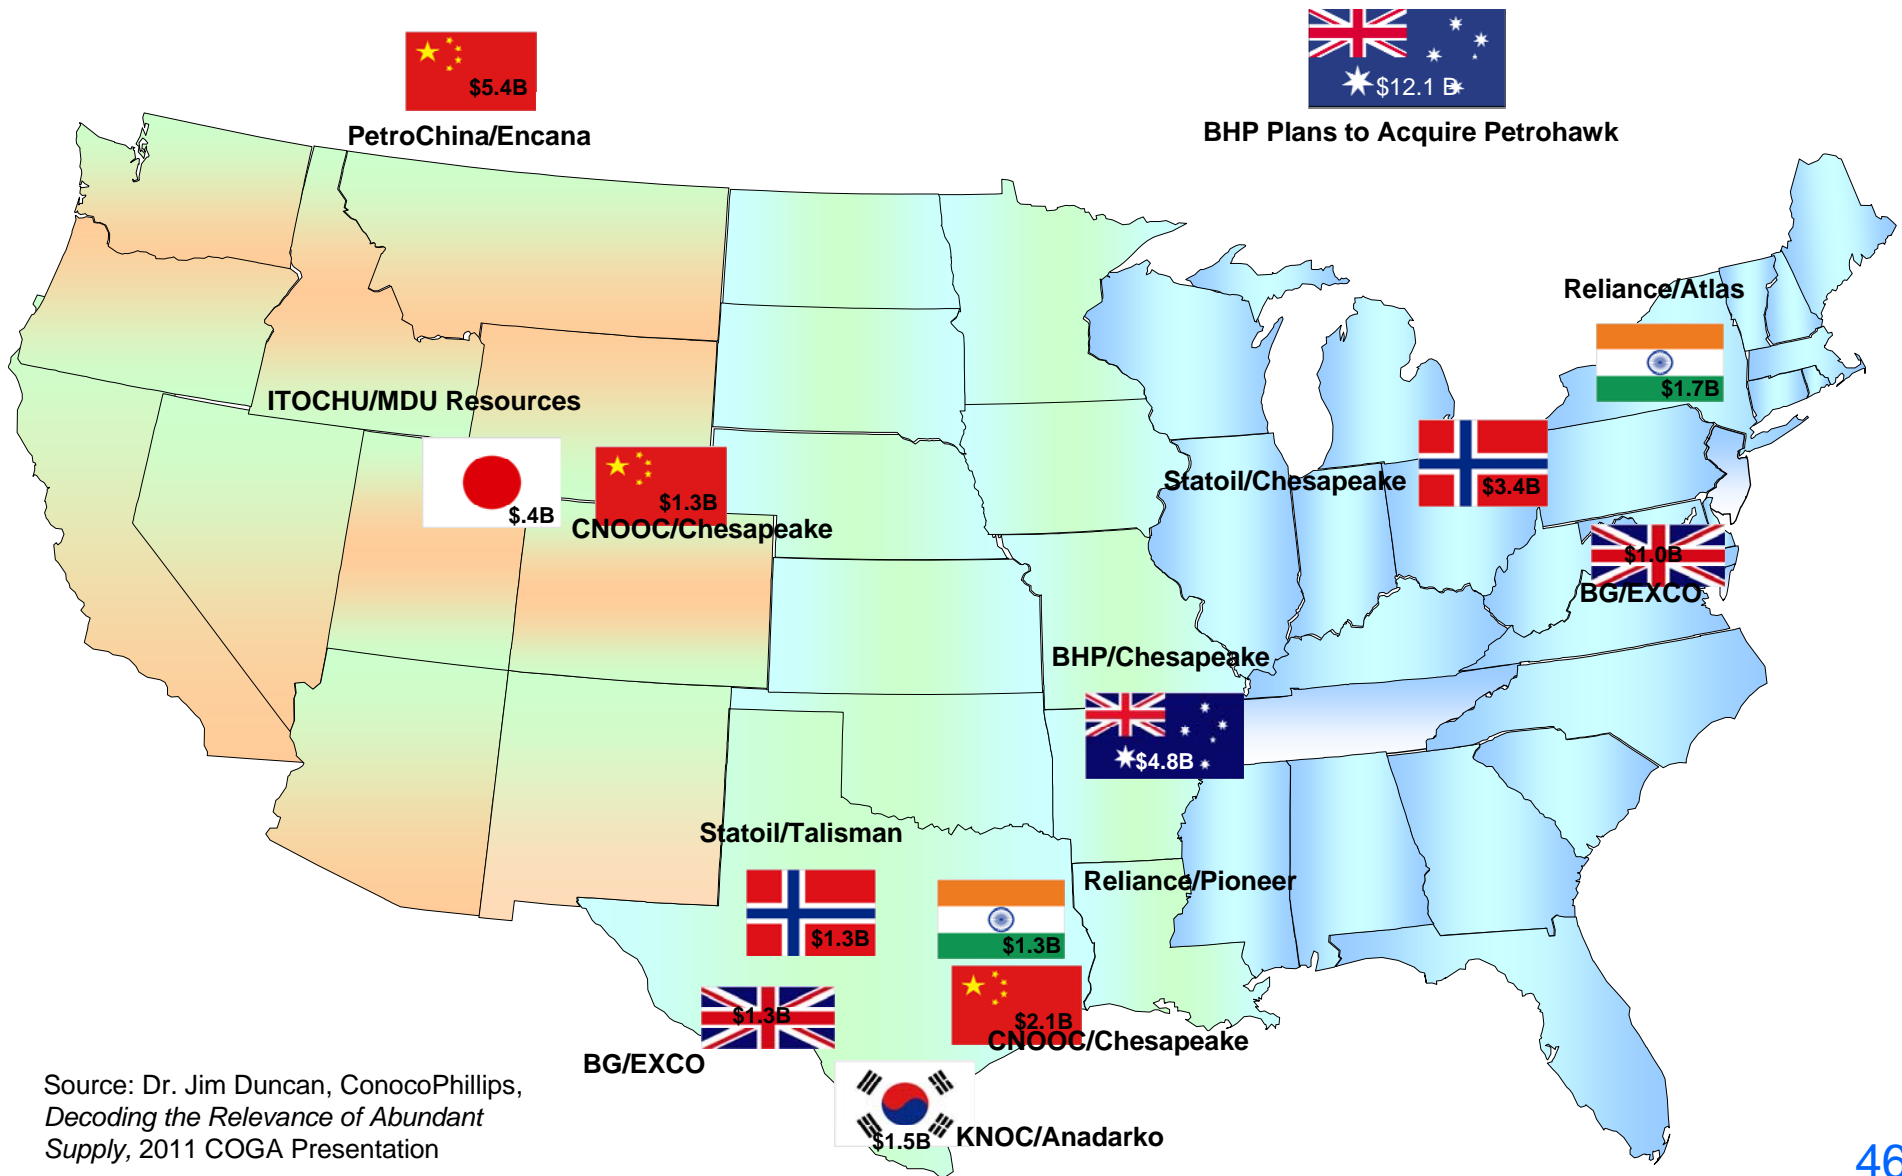 $5.4B
PetroChina/Encana
$12.1 B
BHP Plans to Acquire Petrohawk
Reliance/Atlas
$1.7B
ITOCHU/MDU Resources
$.4B
$1.3B
CNOOC/Chesapeake
Statoil/Chesapeake
$3.4B
$1.0B
BG/EXCO
BHP/Chesapeake
$4.8B
Statoil/Talisman
$1.3B
Reliance/Pioneer
$1.3B
$1.3B
BG/EXCO
$2.1B
CNOOC/Chesapeake
$1.5B
KNOC/Anadarko
Source: Dr. Jim Duncan, ConocoPhillips,
Decoding the Relevance of Abundant
Supply, 2011 COGA Presentation
46